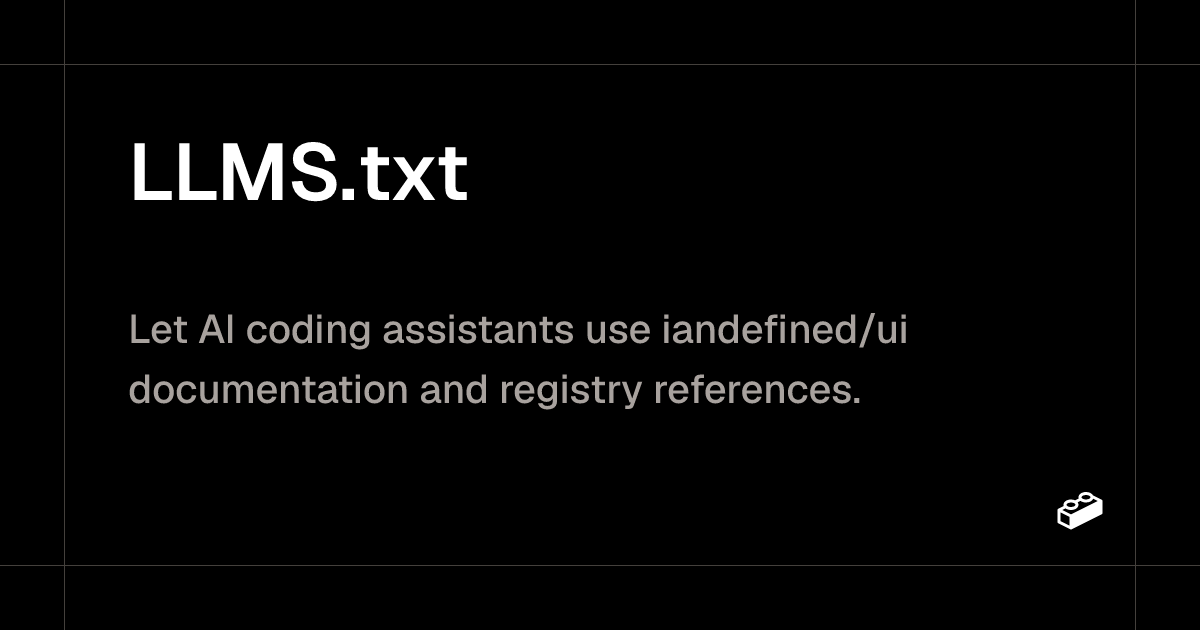 LLMS.txt
Let AI coding assistants use iandefined/ui
documentation and registry references.